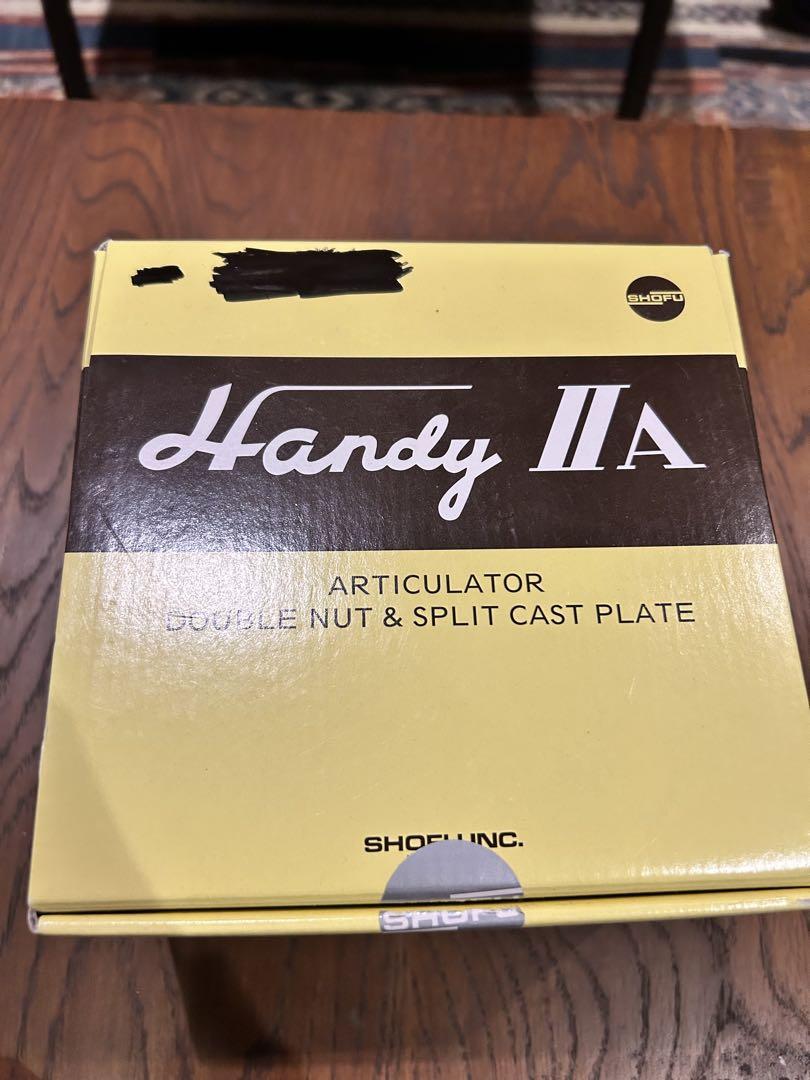 SHOFU
Handy IIA
ARTICULATOR
DOUBLE NUT & SPLIT CAST PLATE
SHOFU INC.
SHOFU